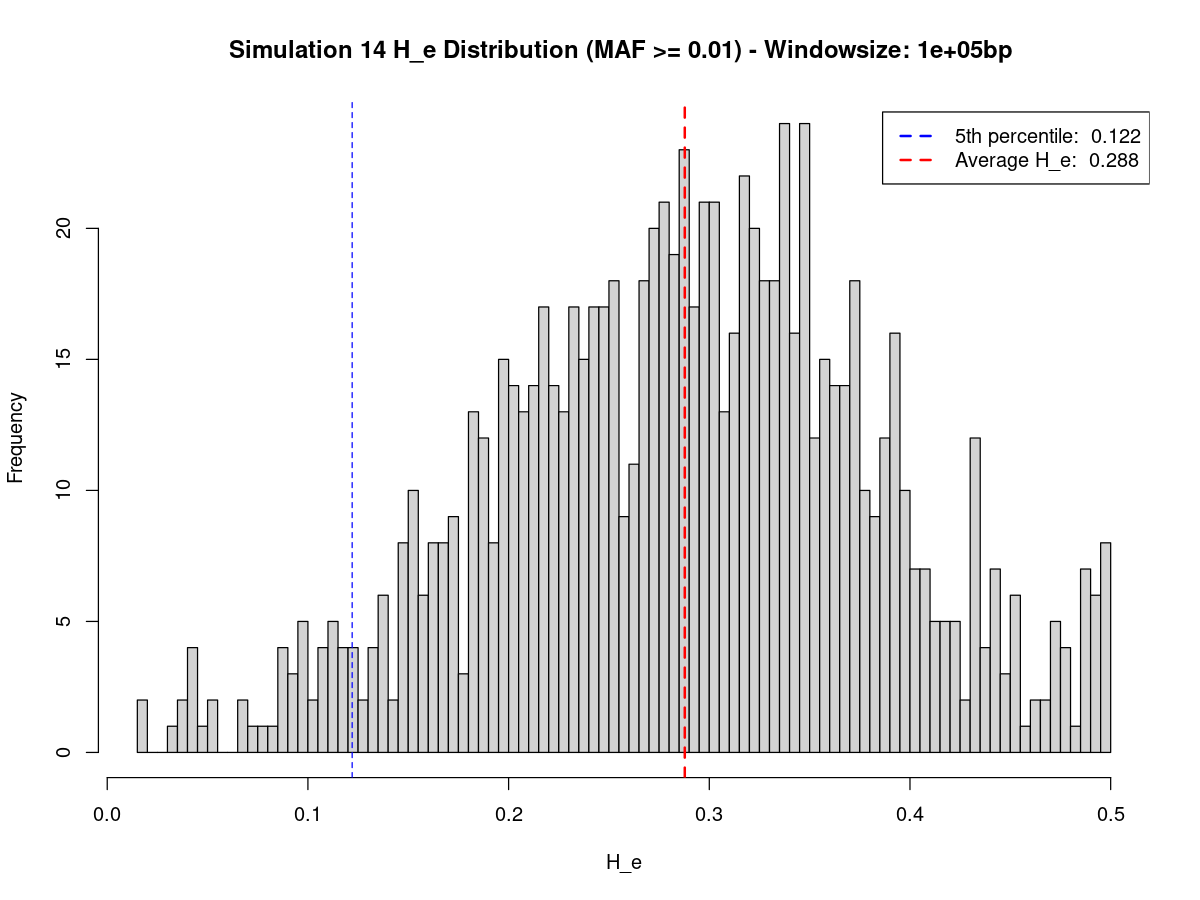 Simulation 14 H_e Distribution (MAF >= 0.01) - Windowsize: 1e+05bp
5th percentile:  0.122
Average H_e:  0.288
Frequency
20
15
10
5
0
0.0 0.1 0.2 0.3 0.4 0.5
H_e